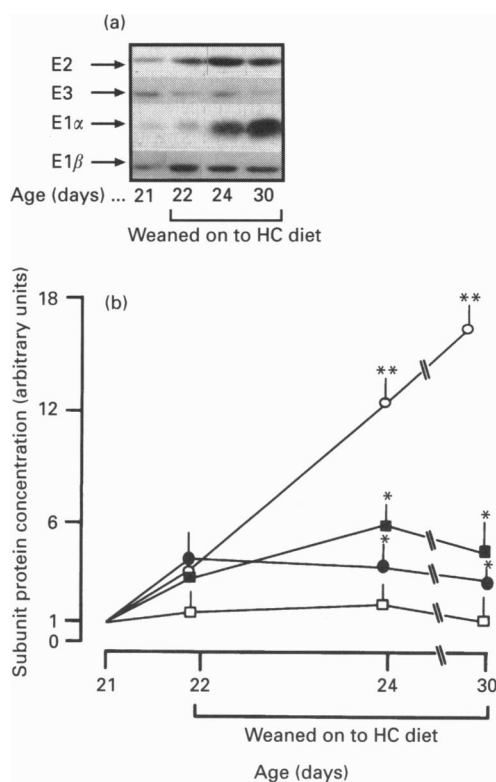 (a)
E2
E3
E1α
E1β
Age (days) ... 21 22 24 30
Weaned on to HC diet
(b)
Subunit protein concentration (arbitrary units)
18
12
6
1
0
**
**
*
*
*
*
21 22 24 30
Weaned on to HC diet
Age (days)